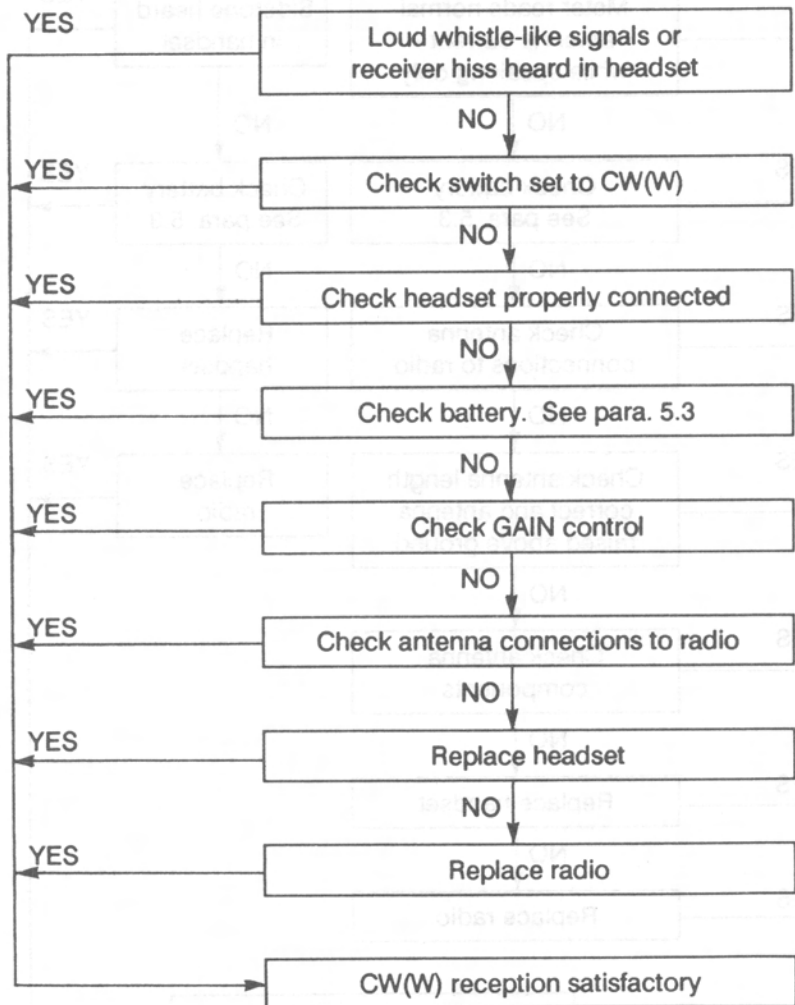 YES
Loud whistle-like signals or
receiver hiss heard in headset
NO
YES
Check switch set to CW(W)
NO
YES
Check headset properly connected
NO
YES
Check battery. See para. 5.3
NO
YES
Check GAIN control
NO
YES
Check antenna connections to radio
NO
YES
Replace headset
NO
YES
Replace radio
CW(W) reception satisfactory